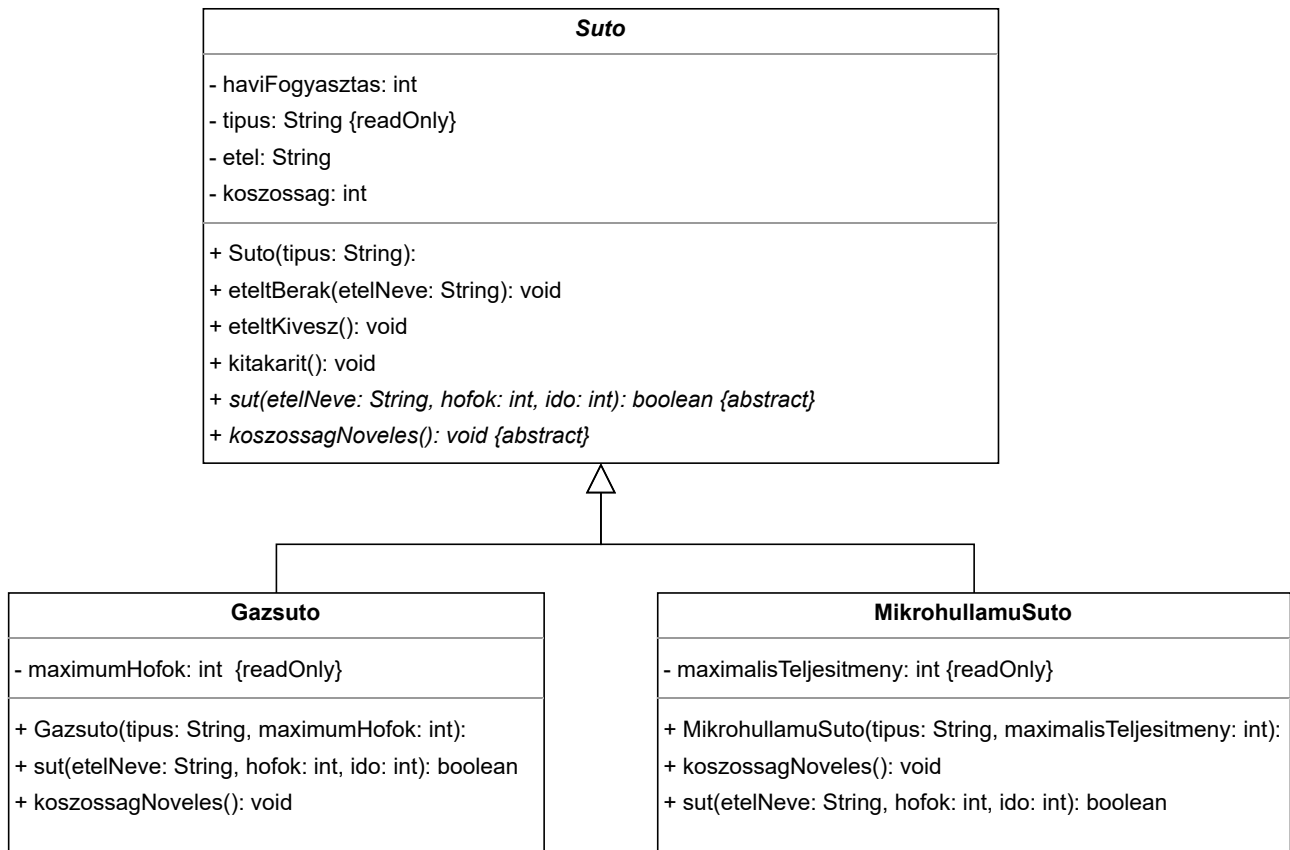 Suto
- haviFogyasztas: int
- tipus: String {readOnly}
- etel: String
- koszossag: int
+ Suto(tipus: String):
+ eteltBerak(etelNeve: String): void
+ eteltKivesz(): void
+ kitakarit(): void
+ sut(etelNeve: String, hofok: int, ido: int): boolean {abstract}
+ koszossagNoveles(): void {abstract}
Gazsuto
- maximumHofok: int {readOnly}
+ Gazsuto(tipus: String, maximumHofok: int):
+ sut(etelNeve: String, hofok: int, ido: int): boolean
+ koszossagNoveles(): void
MikrohullamuSuto
- maximalisTeljesitmeny: int {readOnly}
+ MikrohullamuSuto(tipus: String, maximalisTeljesitmeny: int):
+ koszossagNoveles(): void
+ sut(etelNeve: String, hofok: int, ido: int): boolean